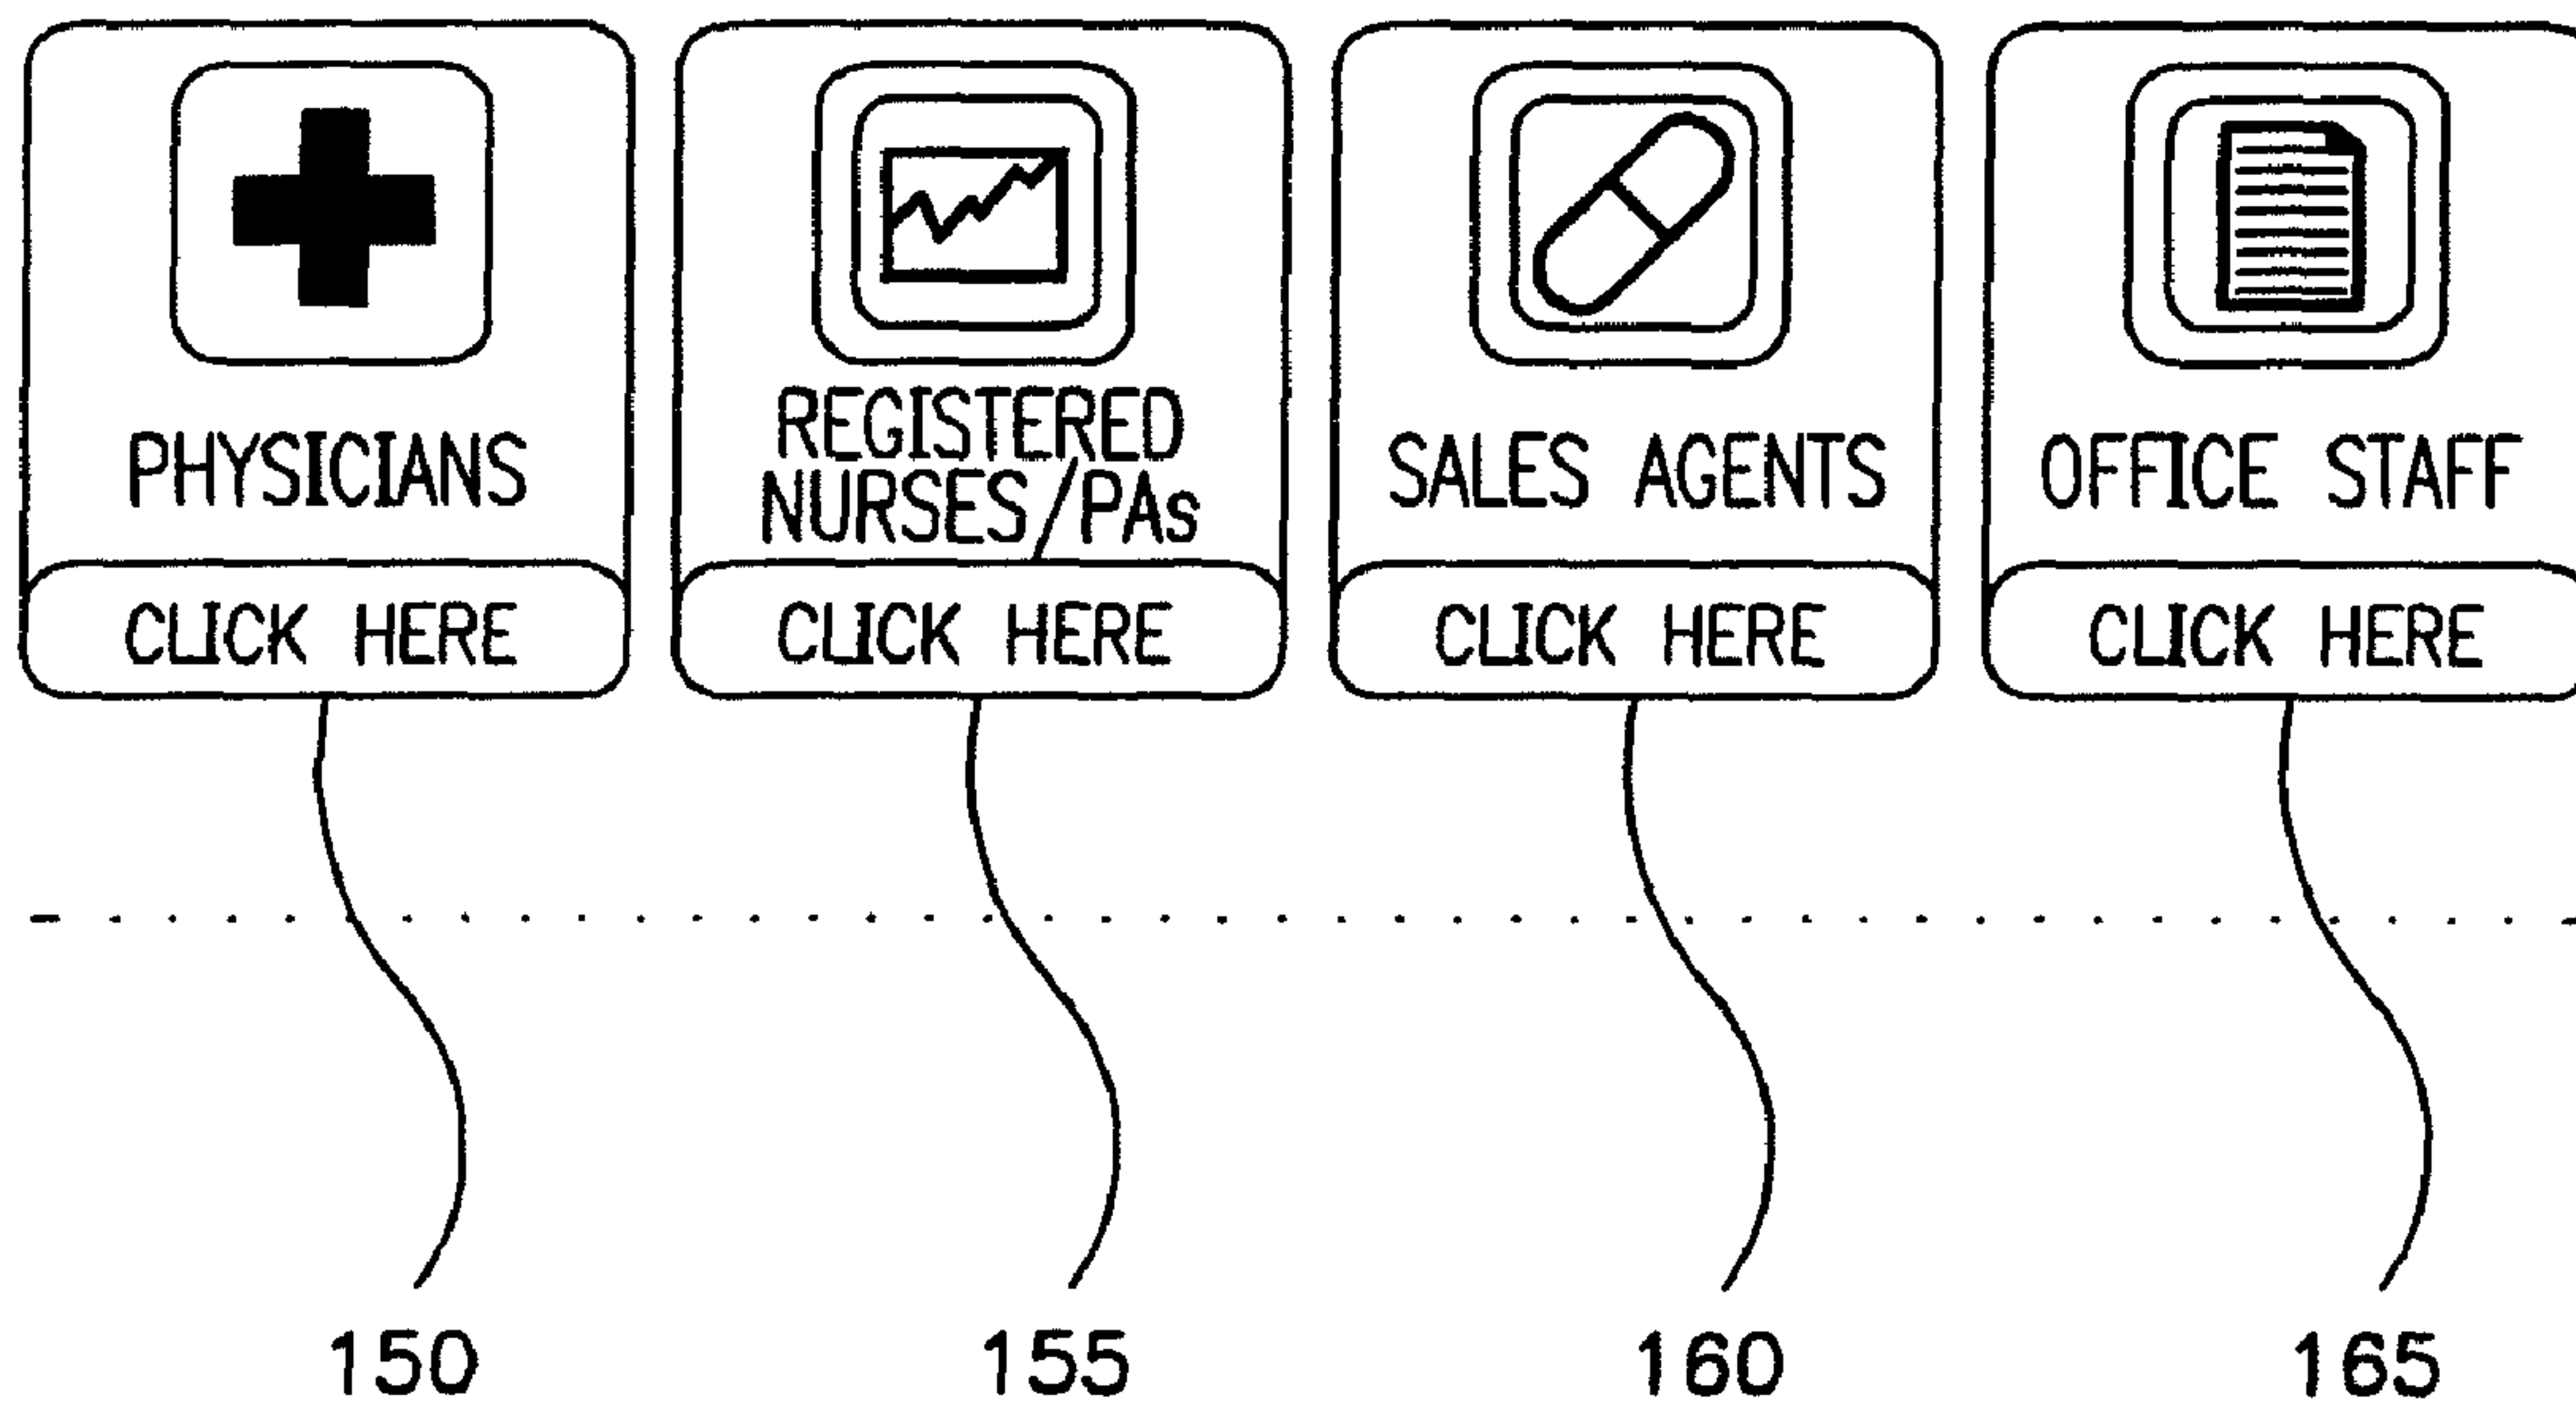 PHYSICIANS
CLICK HERE
REGISTERED
NURSES/PAs
CLICK HERE
SALES AGENTS
CLICK HERE
OFFICE STAFF
CLICK HERE
150
155
160
165